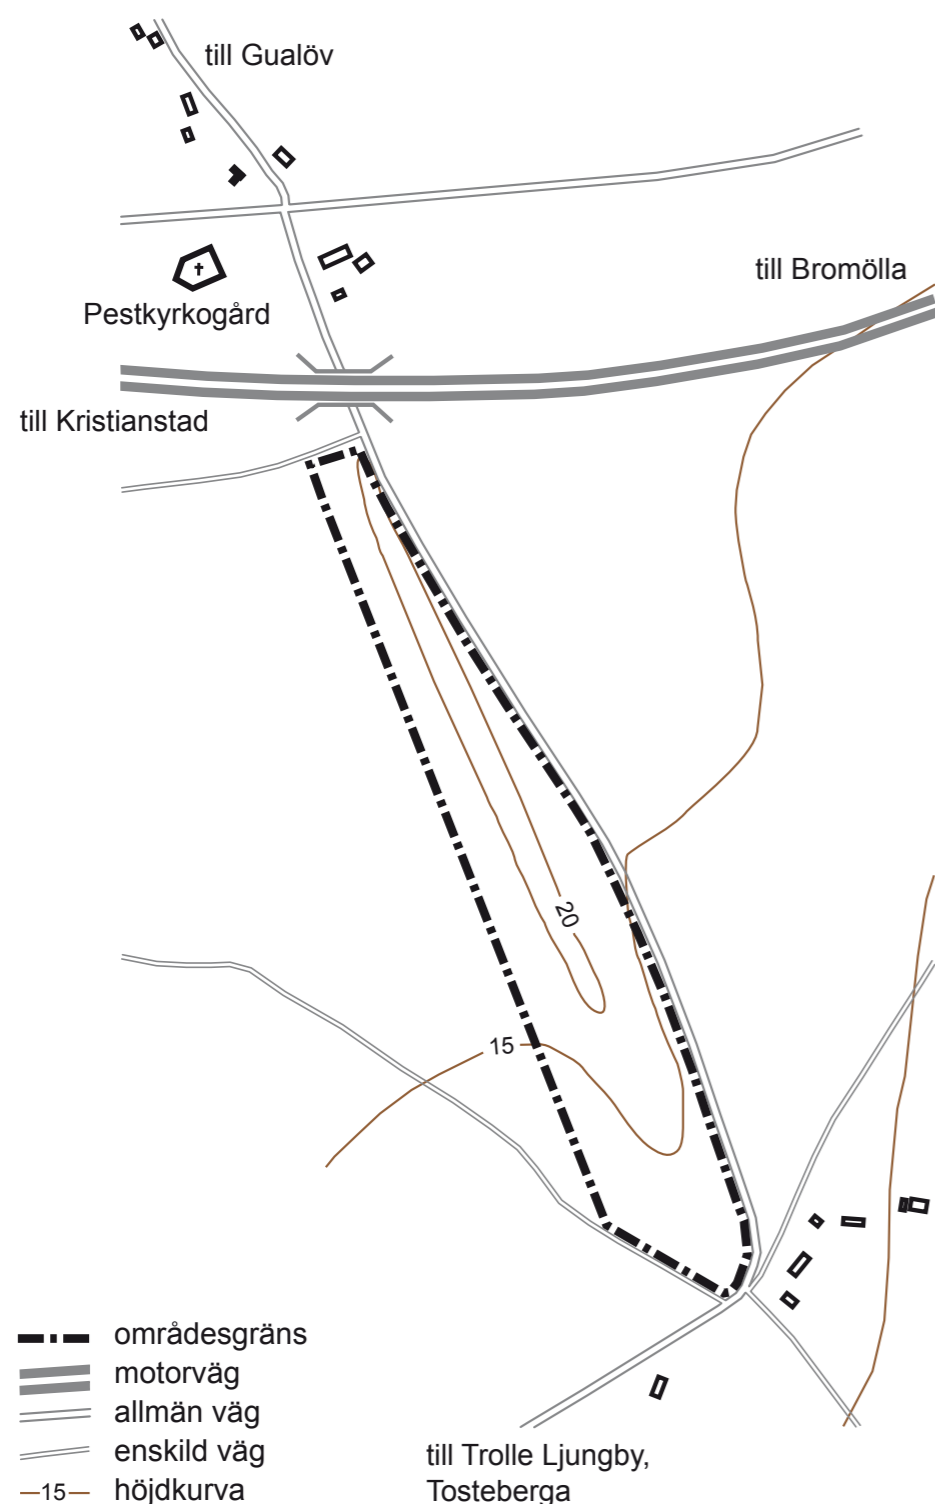 till Gualöv
till Bromölla
Pestkyrkogård
till Kristianstad
20
15
områdesgräns
motorväg
allmän väg
enskild väg
15 höjdkurva
till Trolle Ljungby,
Tosteberga